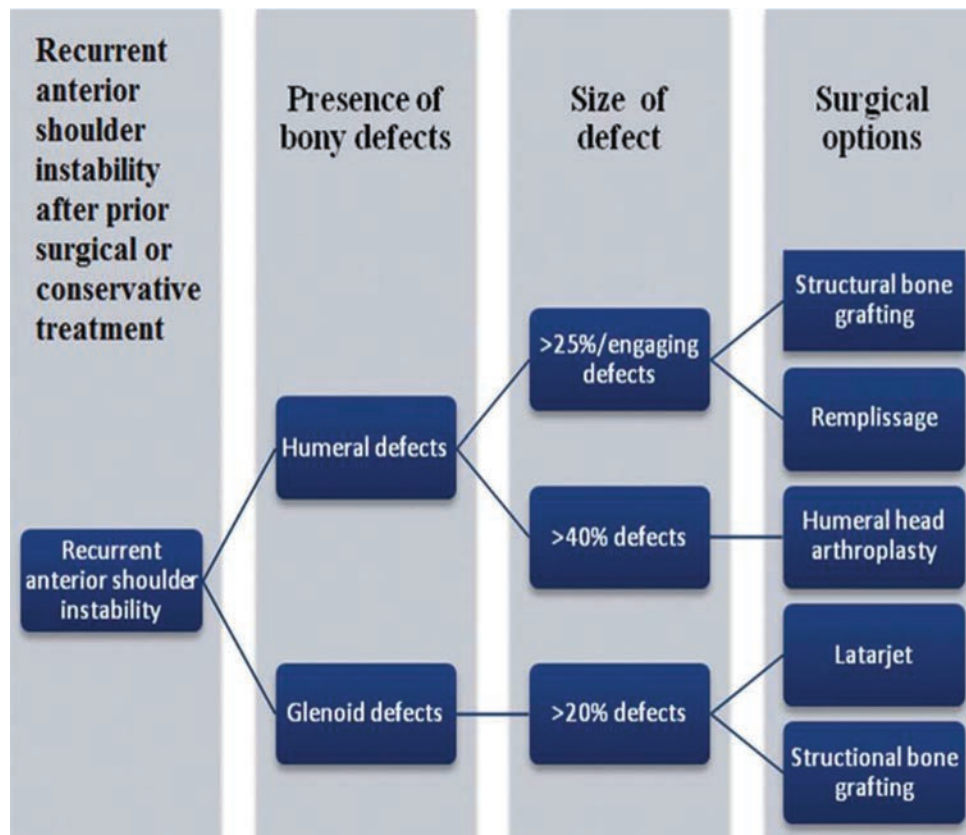 Recurrent
anterior
shoulder
instability
after prior
surgical or
conservative
treatment
Presence of
bony defects
Size of
defect
Surgical
options
Recurrent
anterior shoulder
instability
Humeral defects
Glenoid defects
>25%/engaging
defects
>40% defects
>20% defects
Structural bone
grafting
Remplissage
Humeral head
arthroplasty
Latarjet
Structional bone
grafting